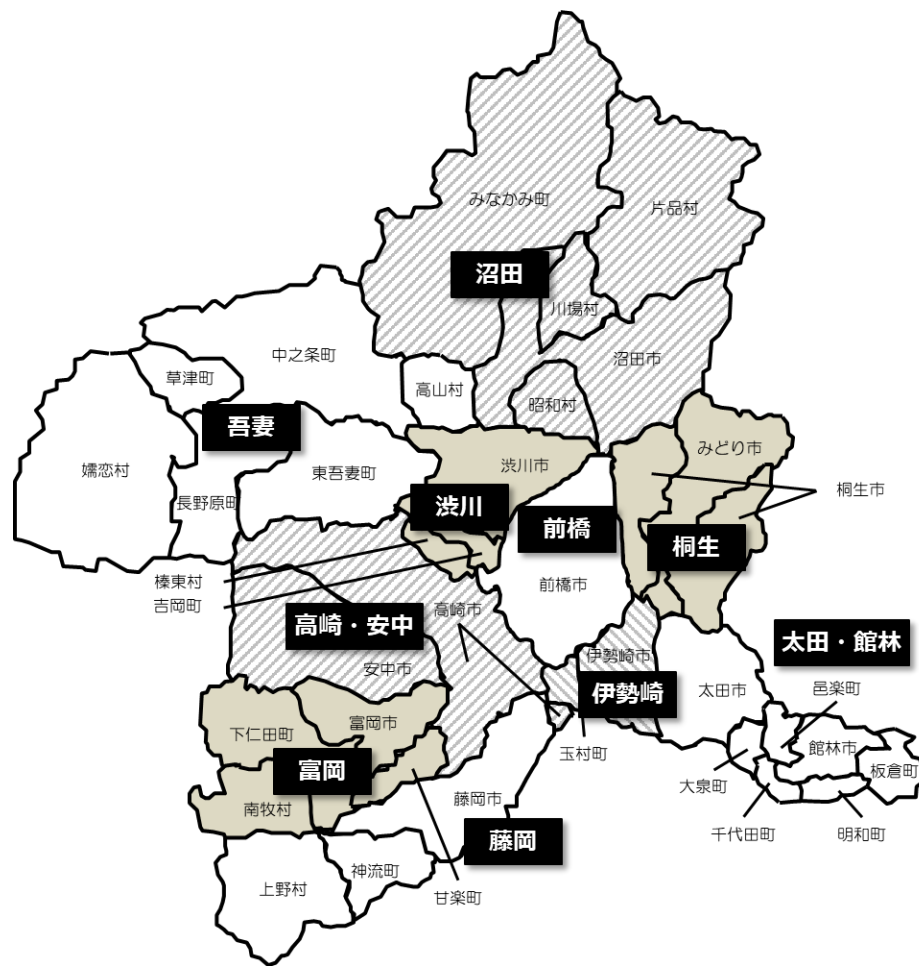 みなかみ町
片品村
沼田
川場村
中之条町
沼田市
草津町
高山村
昭和村
吾妻
みどり市
嬬恋村
東吾妻町
渋川市
桐生市
長野原町
渋川
前橋
桐生
榛東村
吉岡町
前橋市
高崎・安中
高崎市
太田・館林
安中市
伊勢崎市
伊勢崎
太田市
邑楽町
下仁田町
富岡市
玉村町
館林市
板倉町
富岡
大泉町
南牧村
藤岡市
千代田町
明和町
藤岡
上野村
神流町
甘楽町